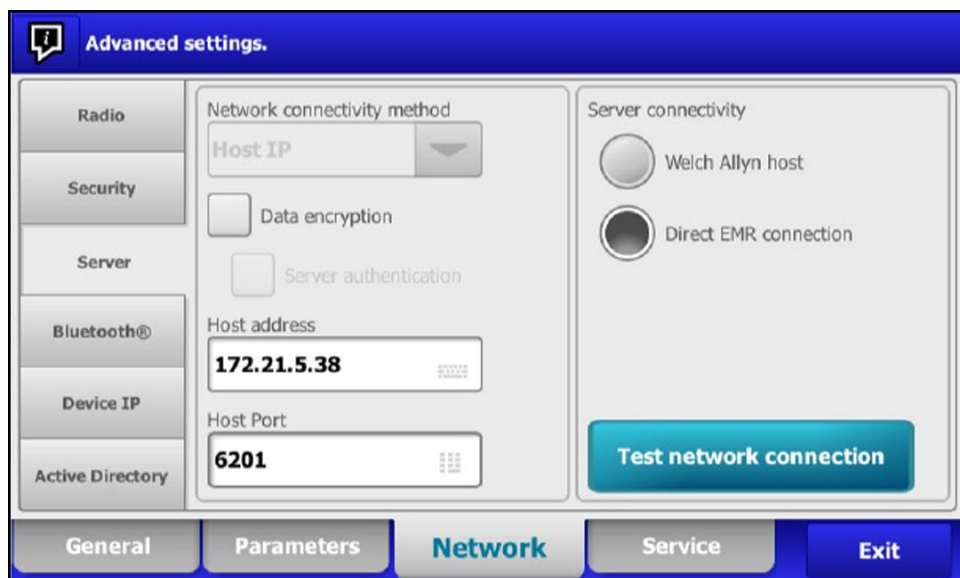 Advanced settings.
Radio
Security
Server
Bluetooth®
Device IP
Active Directory
Network connectivity method
Host IP
Data encryption
Server authentication
Host address
172.21.5.38
Host Port
6201
Server connectivity
Welch Allyn host
Direct EMR connection
Test network connection
General
Parameters
Network
Service
Exit